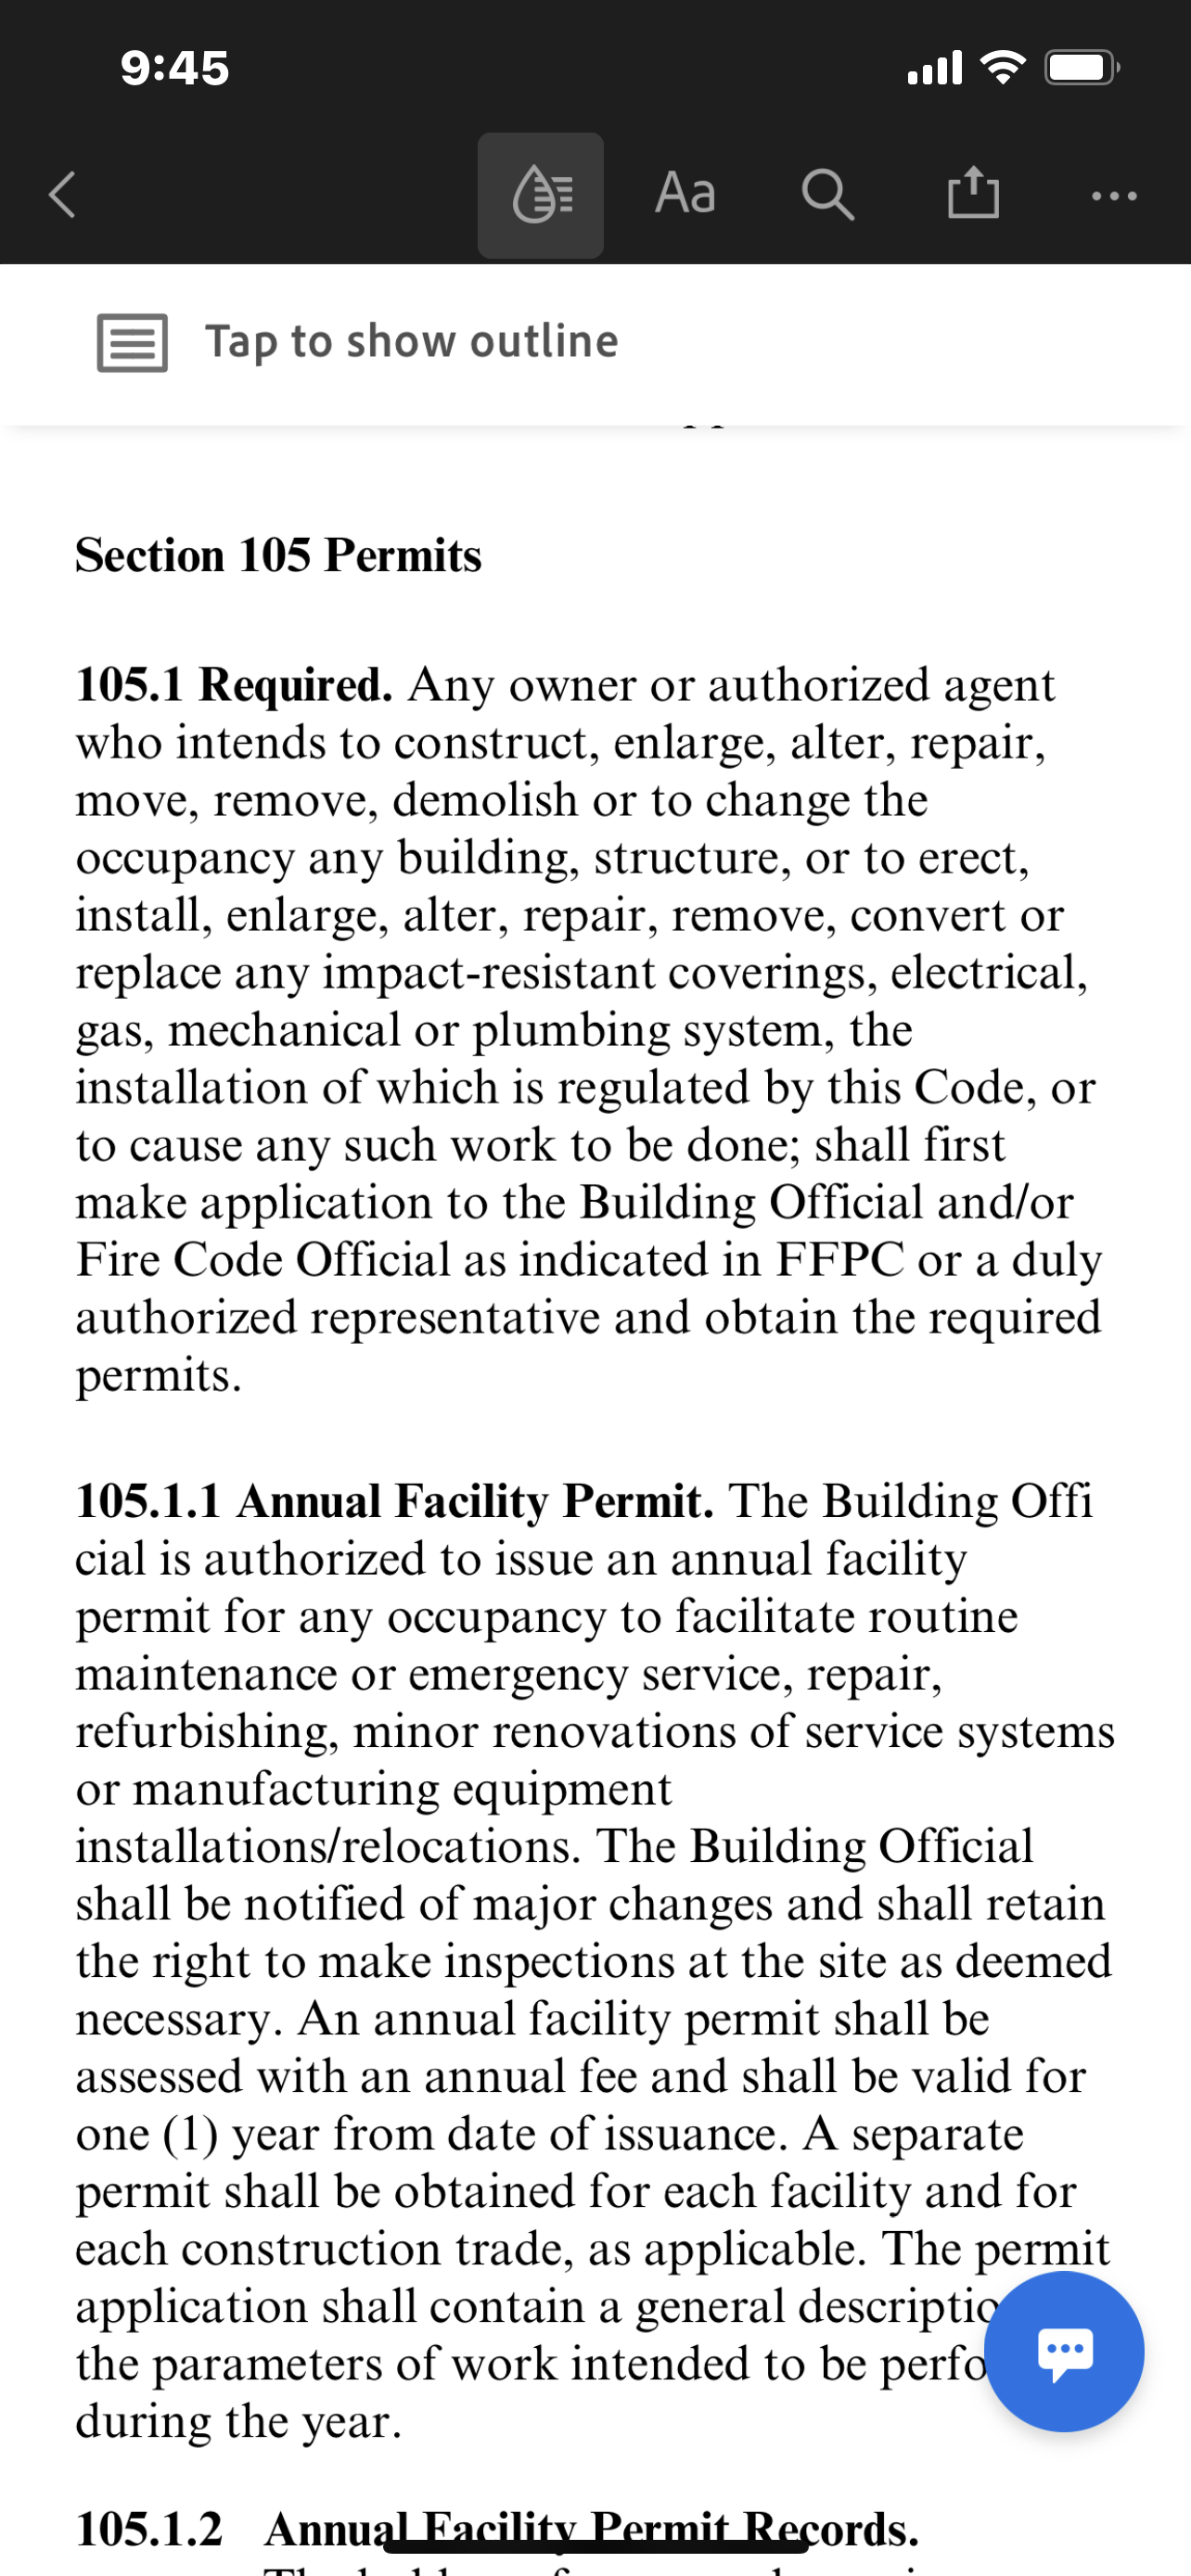 9:45
Aa
Tap to show outline
Section 105 Permits
105.1 Required. Any owner or authorized agent
who intends to construct, enlarge, alter, repair,
move, remove, demolish or to change the
occupancy any building, structure, or to erect,
install, enlarge, alter, repair, remove, convert or
replace any impact-resistant coverings, electrical,
gas, mechanical or plumbing system, the
installation of which is regulated by this Code, or
to cause any such work to be done; shall first
make application to the Building Official and/or
Fire Code Official as indicated in FFPC or a duly
authorized representative and obtain the required
permits.
105.1.1 Annual Facility Permit. The Building Offi
cial is authorized to issue an annual facility
permit for any occupancy to facilitate routine
maintenance or emergency service, repair,
refurbishing, minor renovations of service systems
or manufacturing equipment
installations/relocations. The Building Official
shall be notified of major changes and shall retain
the right to make inspections at the site as deemed
necessary. An annual facility permit shall be
assessed with an annual fee and shall be valid for
one (1) year from date of issuance. A separate
permit shall be obtained for each facility and for
each construction trade, as applicable. The permit
application shall contain a general descriptio
the parameters of work intended to be perfo
during the year.
105.1.2 Annual Facility Permit Records.